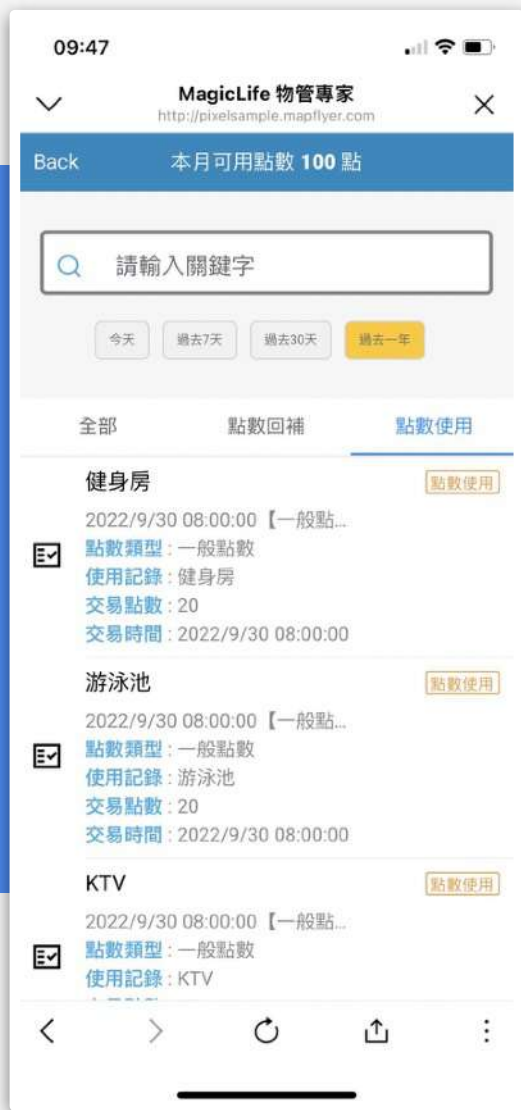 09:47
MagicLife 物管專家
http://pixelsample.mapflyer.com
Back 本月可用點數 100 點
請輸入關鍵字
今天 過去7天 過去30天 過去一年
全部 點數回補 點數使用
健身房 點數使用
2022/9/30 08:00:00【一般點...
點數類型 : 一般點數
使用記錄 : 健身房
交易點數 : 20
交易時間 : 2022/9/30 08:00:00
游泳池 點數使用
2022/9/30 08:00:00【一般點...
點數類型 : 一般點數
使用記錄 : 游泳池
交易點數 : 20
交易時間 : 2022/9/30 08:00:00
KTV 點數使用
2022/9/30 08:00:00【一般點...
點數類型 : 一般點數
使用記錄 : KTV